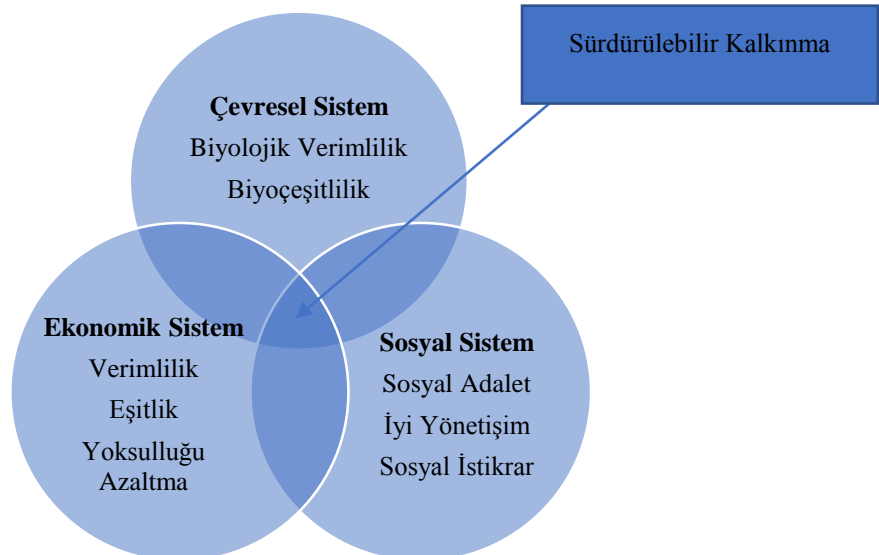 Sürdürülebilir Kalkınma
Çevresel Sistem
Biyolojik Verimlilik
Biyoçeşitlilik
Ekonomik Sistem
Verimlilik
Eşitlik
Yoksulluğu
Azaltma
Sosyal Sistem
Sosyal Adalet
İyi Yönetişim
Sosyal İstikrar